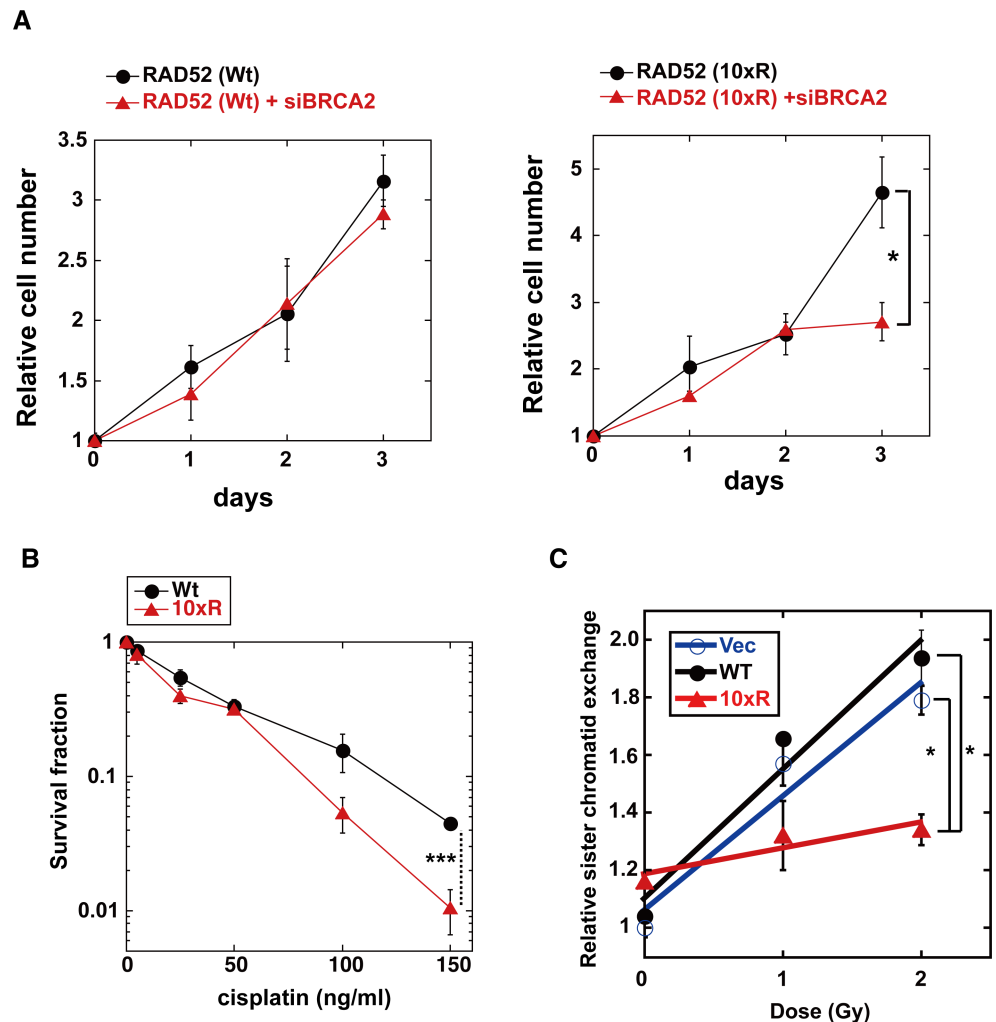 A
RAD52 (Wt)
RAD52 (Wt) + siBRCA2
3.5
3
2.5
2
1.5
1
0
1
2
3
Relative cell number
days
RAD52 (10xR)
RAD52 (10xR) +siBRCA2
5
4
3
2
1
0
1
2
3
*
Relative cell number
days
B
Wt
10xR
1
0.1
0.01
0
50
100
150
***
Survival fraction
cisplatin (ng/ml)
C
Vec
WT
10xR
2.0
1.8
1.6
1.4
1.2
1
0
1
2
*
*
Relative sister chromatid exchange
Dose (Gy)